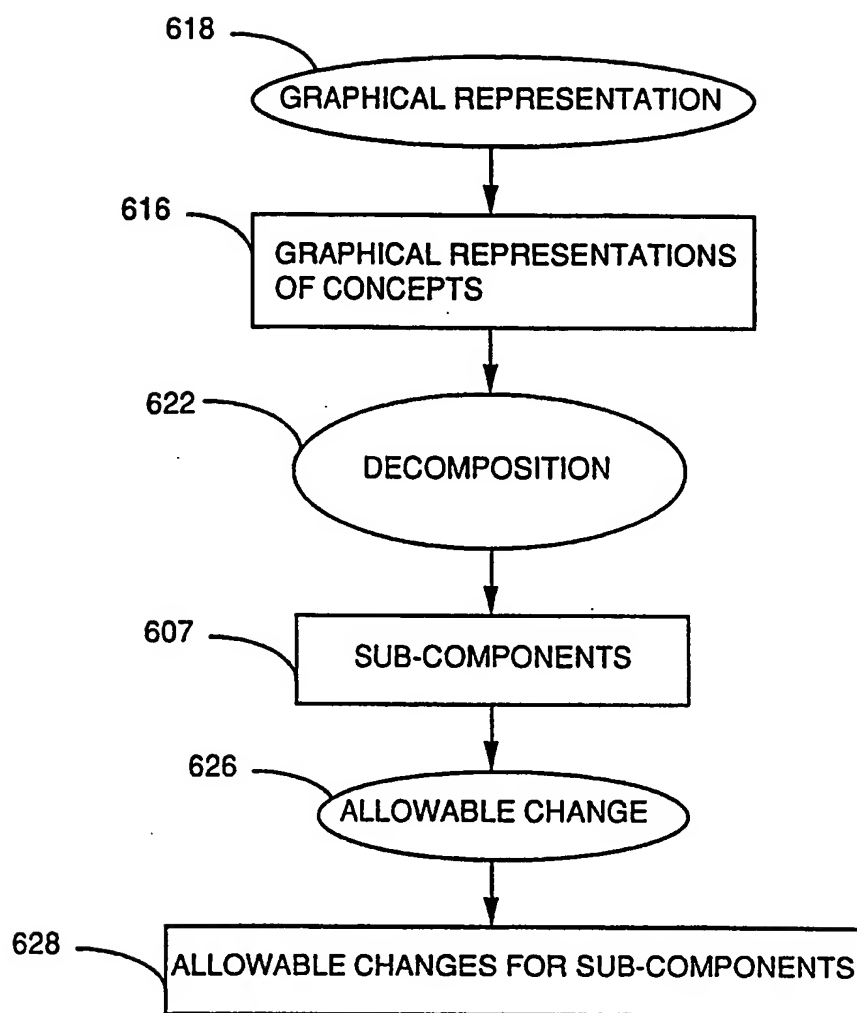 618
GRAPHICAL REPRESENTATION
616
GRAPHICAL REPRESENTATIONS
OF CONCEPTS
622
DECOMPOSITION
607
SUB-COMPONENTS
626
ALLOWABLE CHANGE
628
ALLOWABLE CHANGES FOR SUB-COMPONENTS